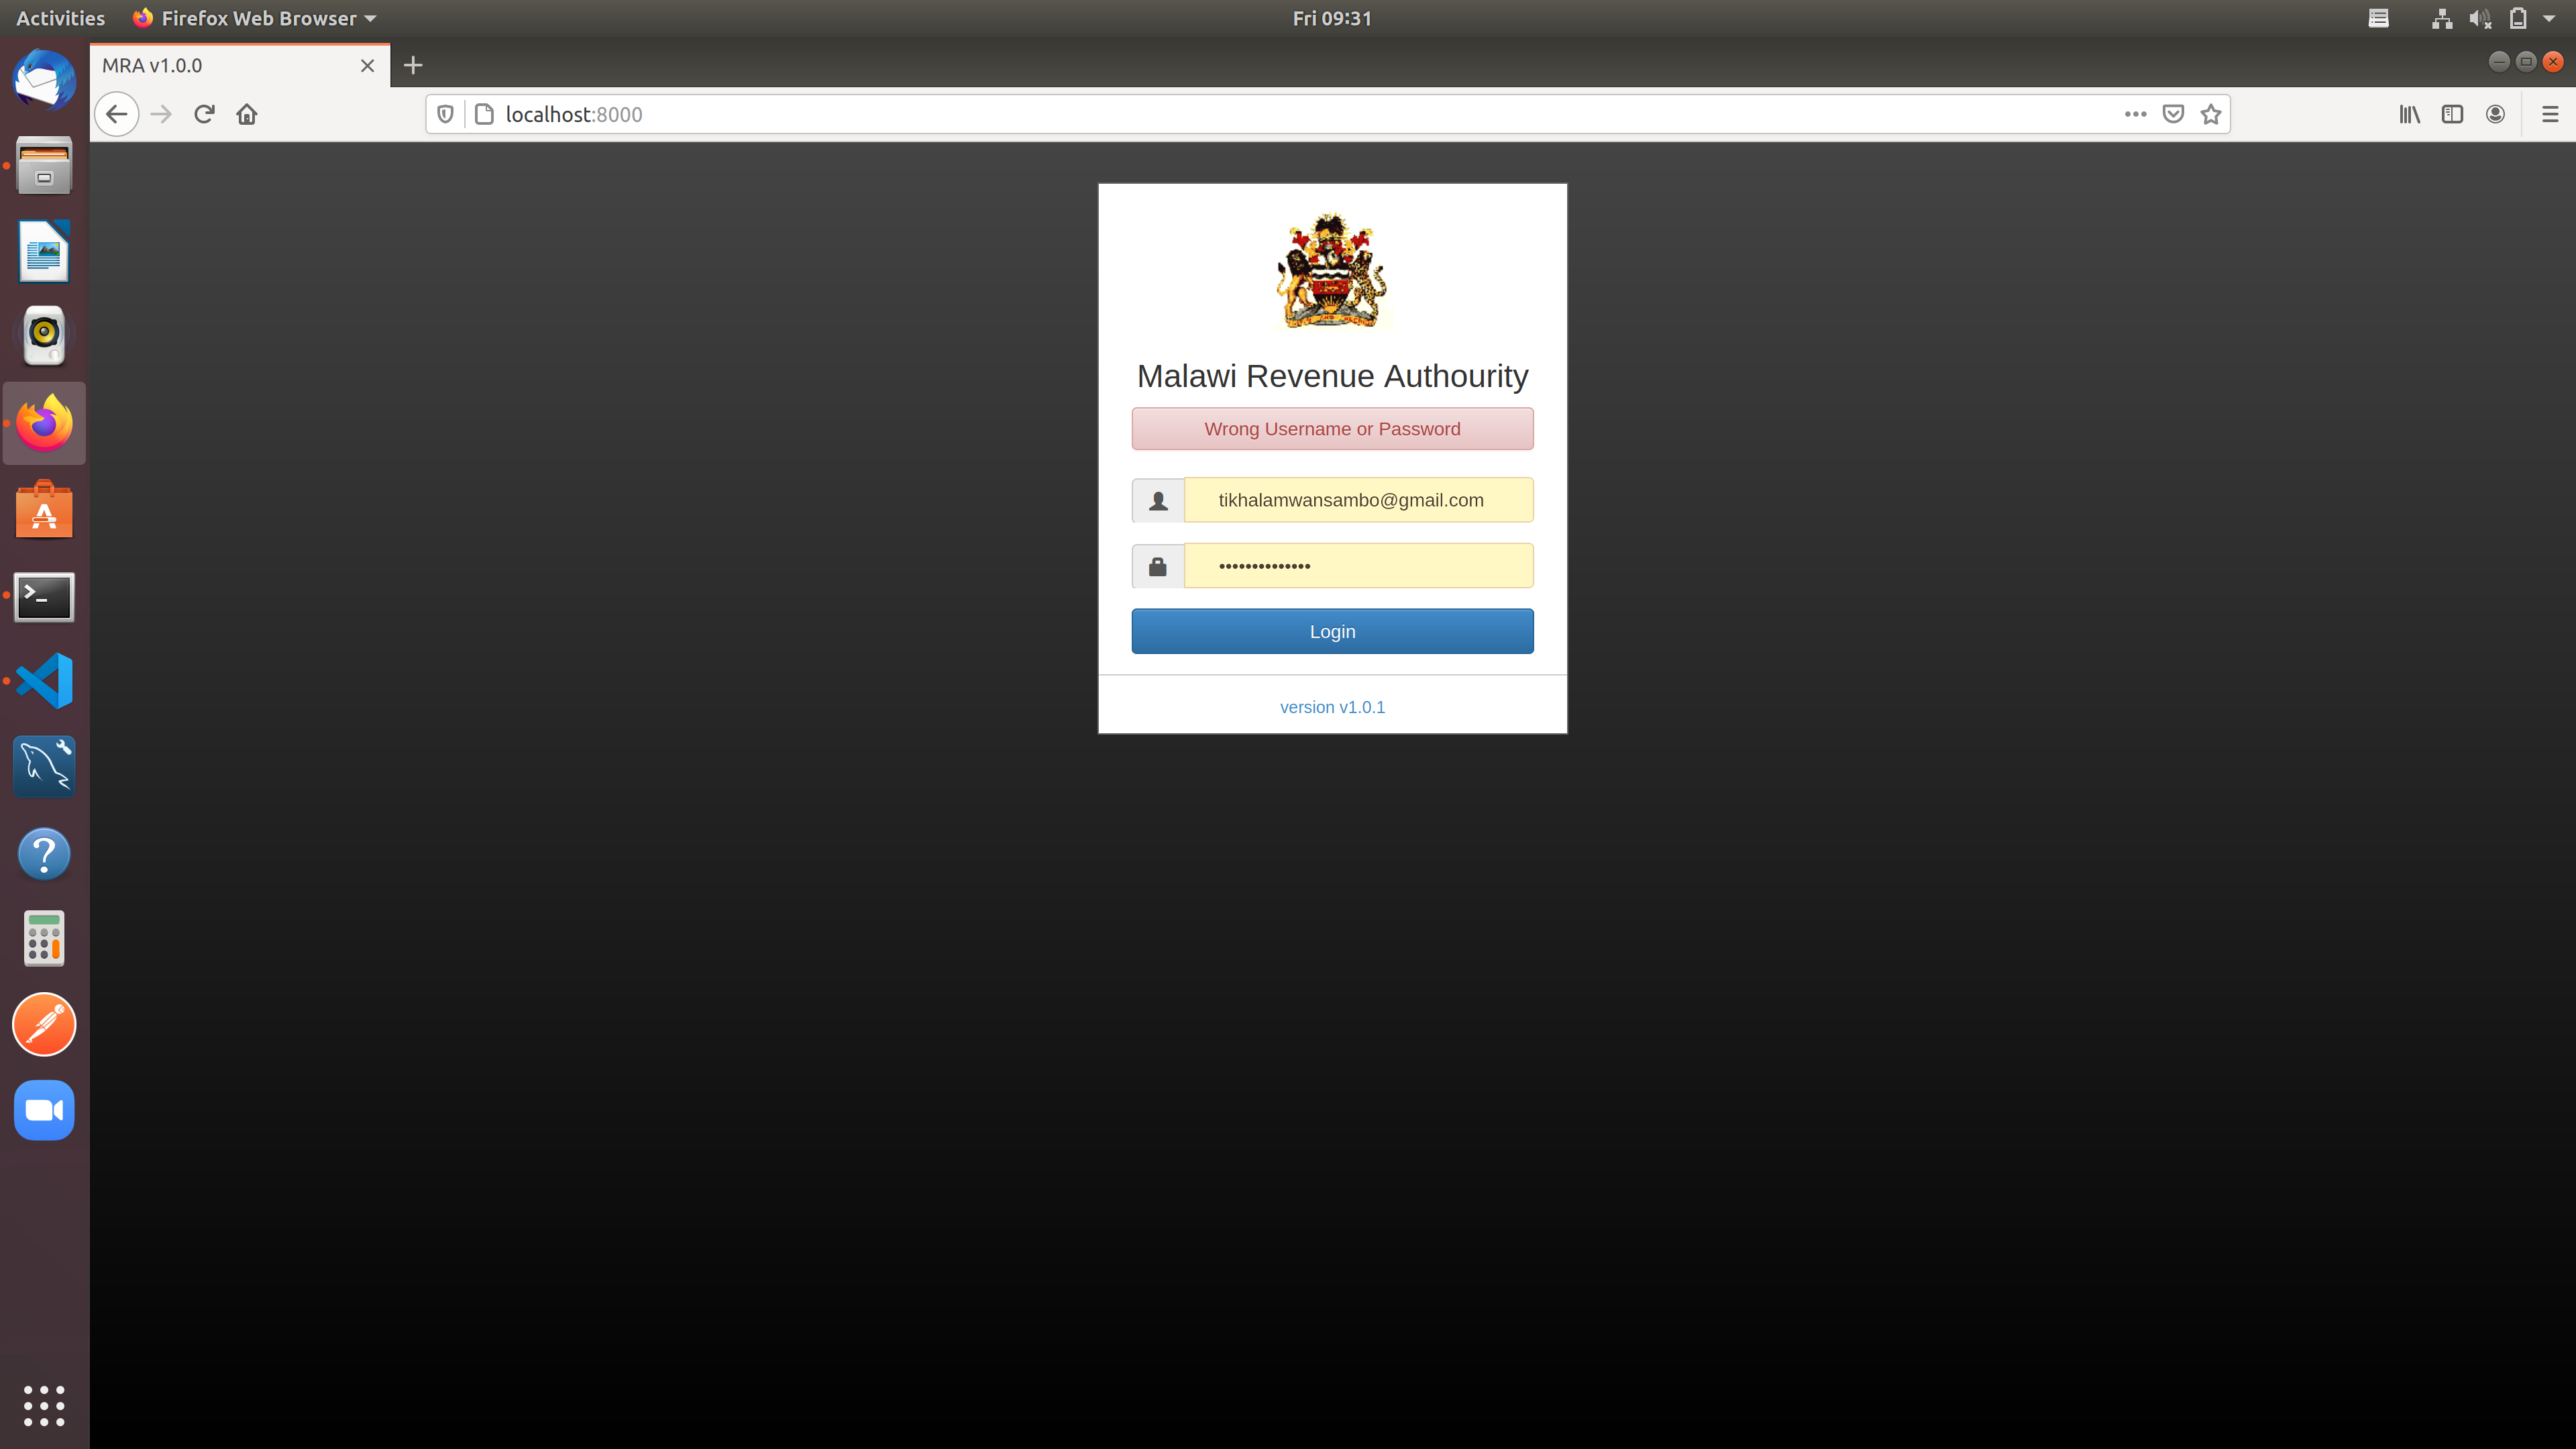 Activities Firefox Web Browser Fri 09:31
MRA v1.0.0
localhost:8000
Malawi Revenue Authourity
Wrong Username or Password
tikhalamwansambo@gmail.com
••••••••••••••
Login
version v1.0.1